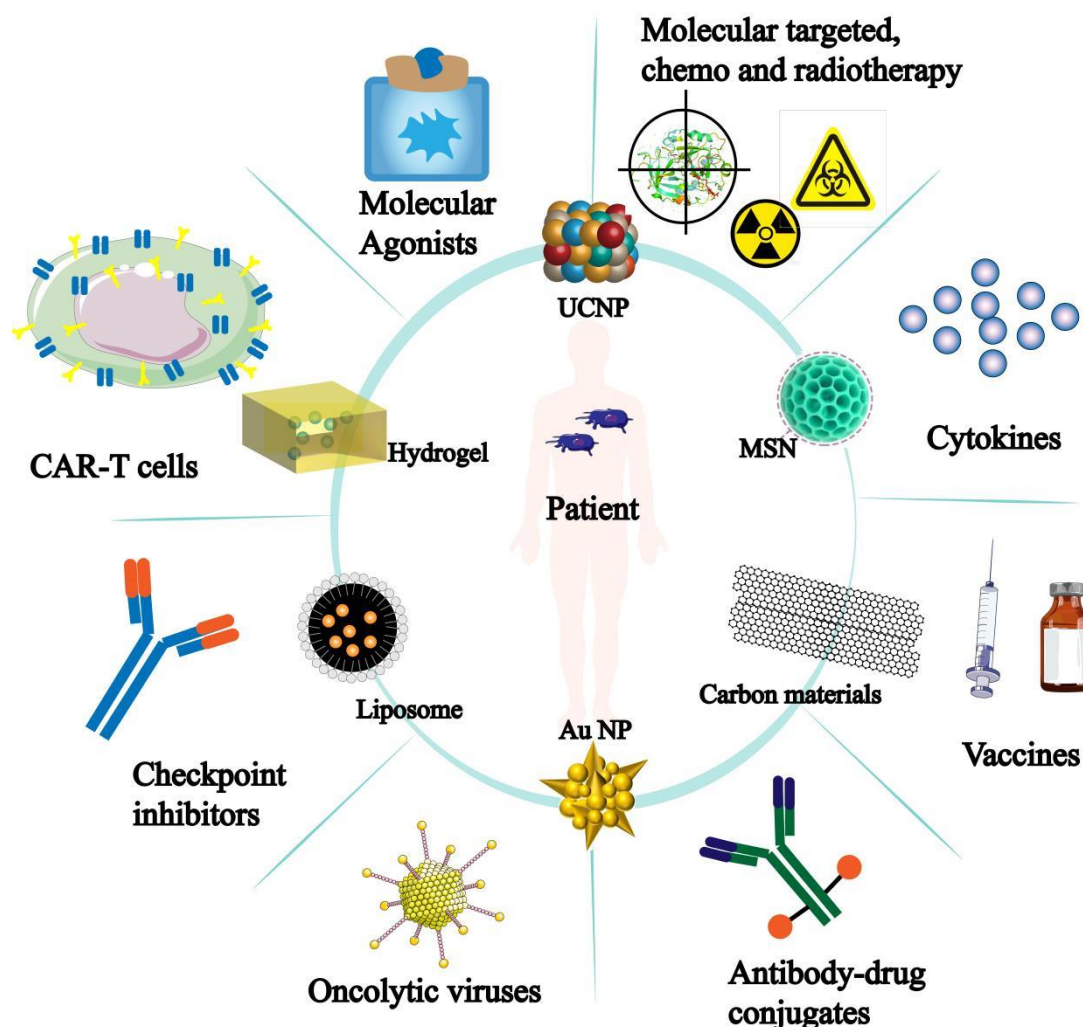 Molecular targeted,
chemo and radiotherapy
Molecular
Agonists
UCNP
CAR-T cells
Hydrogel
MSN
Cytokines
Patient
Liposome
Carbon materials
Vaccines
Au NP
Checkpoint
inhibitors
Oncolytic viruses
Antibody-drug
conjugates